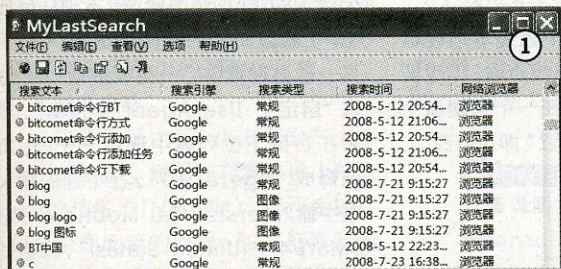 MyLastSearch
1
文件(F) 编辑(E) 查看(V) 选项 帮助(H)
搜索文本 / 搜索引擎 搜索类型 搜索时间 网络浏览器
bitcomet命令行BT Google 常规 2008-5-12 20:54... 浏览器
bitcomet命令行方式 Google 常规 2008-5-12 21:06... 浏览器
bitcomet命令行添加 Google 常规 2008-5-12 20:54... 浏览器
bitcomet命令行添加任务 Google 常规 2008-5-12 21:06... 浏览器
bitcomet命令行下载 Google 常规 2008-5-12 20:54... 浏览器
blog Google 常规 2008-7-21 9:15:27 浏览器
blog Google 图像 2008-7-21 9:15:27 浏览器
blog logo Google 图像 2008-7-21 9:15:27 浏览器
blog 图标 Google 图像 2008-7-21 9:15:27 浏览器
BT中国 Google 常规 2008-5-12 22:23... 浏览器
c Google 常规 2008-7-23 16:38... 浏览器